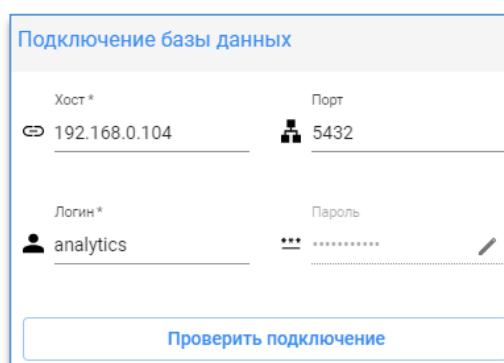 Подключение базы данных
Хост *
Порт
192.168.0.104
5432
Логин *
Пароль
analytics
•••••••••••
Проверить подключение